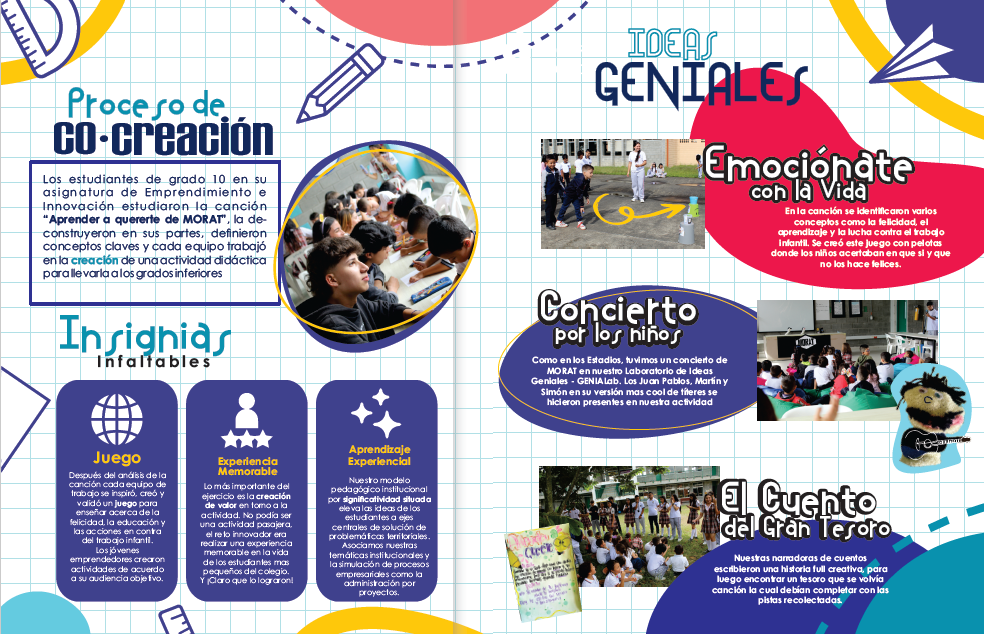 Proceso de
co·creación
Los estudiantes de grado 10 en su
asignatura de Emprendimiento e
Innovación estudiaron la canción
“Aprender a quererte de MORAT”, la de-
construyeron en sus partes, definieron
conceptos claves y cada equipo trabajó
en la creación de una actividad didáctica
para llevarla a los grados inferiores
Insignias
Infaltables
Juego
Después del análisis de la
canción cada equipo de
trabajo se inspiró, creó y
validó un juego para
enseñar acerca de la
felicidad, la educación y
las acciones en contra
del trabajo infantil.
Los jóvenes
emprendedores crearon
actividades de acuerdo
a su audiencia objetivo.
Experiencia
Memorable
Lo más importante del
ejercicio es la creación
de valor en torno a la
actividad. No podía ser
una actividad pasajera,
el reto innovador era
realizar una experiencia
memorable en la vida
de los estudiantes mas
pequeños del colegio.
Y ¡Claro que lo lograron!
Aprendizaje
Experiencial
Nuestro modelo
pedagógico institucional
por significatividad situada
eleva las ideas de los
estudiantes a ejes
centrales de solución de
problemáticas territoriales.
Asociamos nuestras
temáticas institucionales y
la simulación de procesos
empresariales como la
administración por
proyectos.
IDEAS
GENIALES
Emociónate
con la Vida
En la canción se identificaron varios
conceptos como la felicidad, el
aprendizaje y la lucha contra el trabajo
infantil. Se creó este juego con pelotas
donde los niños acertaban en que si y que
no los hace felices.
Concierto
por los niños
Como en los Estadios, tuvimos un concierto de
MORAT en nuestro Laboratorio de Ideas
Geniales - GENIALab. Los Juan Pablos, Martín y
Simón en su versión mas cool de títeres se
hicieron presentes en nuestra actividad
MORAT
El Cuento
del Gran Tesoro
Nuestras narradoras de cuentos
escribieron una historia full creativa, para
luego encontrar un tesoro que se volvía
canción la cual debían completar con las
pistas recolectadas.